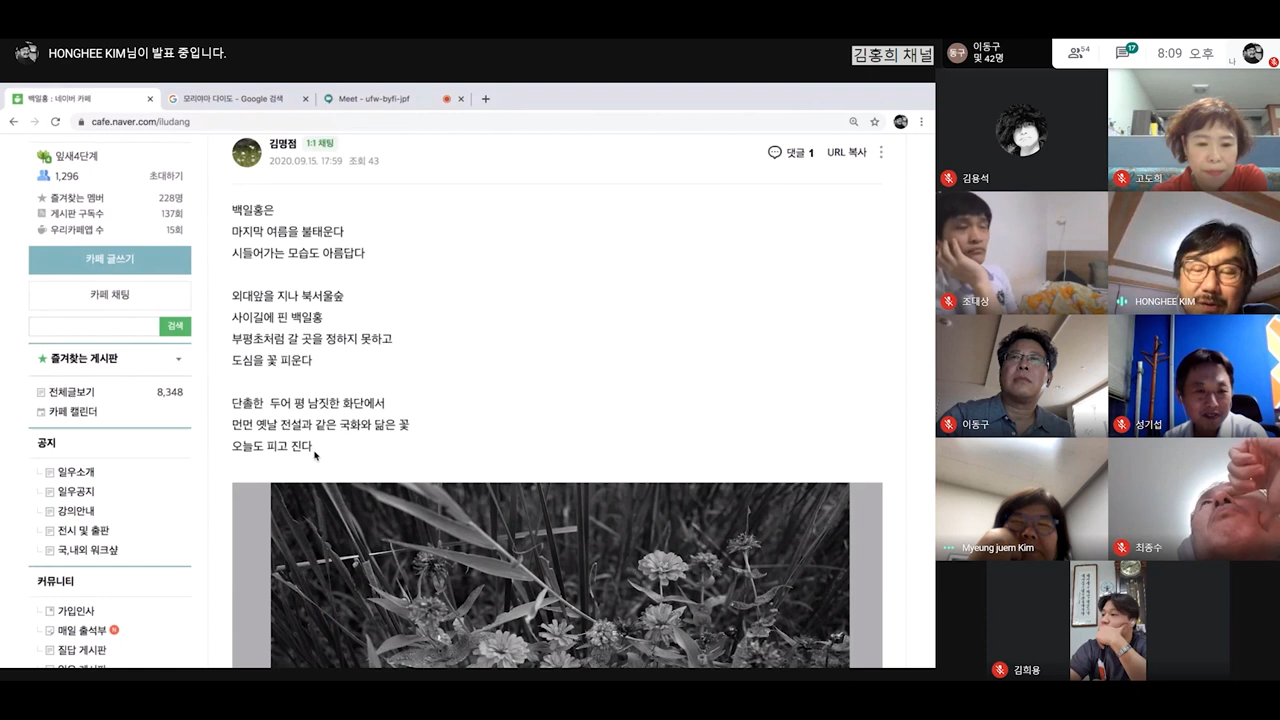 HONGHEE KIM님이 발표 중입니다.
김홍희 채널
동구
이동구
및 42명
54
17
8:09 오후
나
백일홍 : 네이버 카페
모리야마 다이도 - Google 검색
Meet - ufw-byfi-jpf
cafe.naver.com/iludang
잎새4단계
1,296
초대하기
즐겨찾는 멤버
228명
게시판 구독수
137회
우리카페앱 수
15회
카페 글쓰기
카페 채팅
검색
즐겨찾는 게시판
전체글보기
8,348
카페 캘린더
공지
일우소개
일우공지
강의안내
전시 및 출판
국,내외 워크샾
커뮤니티
가입인사
매일 출석부
N
질답 게시판
김명점
1:1 채팅
2020.09.15. 17:59 조회 43
댓글 1
URL 복사
백일홍은
마지막 여름을 불태운다
시들어가는 모습도 아름답다
외대앞을 지나 북서울숲
사이길에 핀 백일홍
부평초처럼 갈 곳을 정하지 못하고
도심을 꽃 피운다
단촐한 두어 평 남짓한 화단에서
먼먼 옛날 전설과 같은 국화와 닮은 꽃
오늘도 피고 진다
김용석
고도희
조대상
HONGHEE KIM
이동구
성기섭
Myeung juem Kim
최종수
김희용